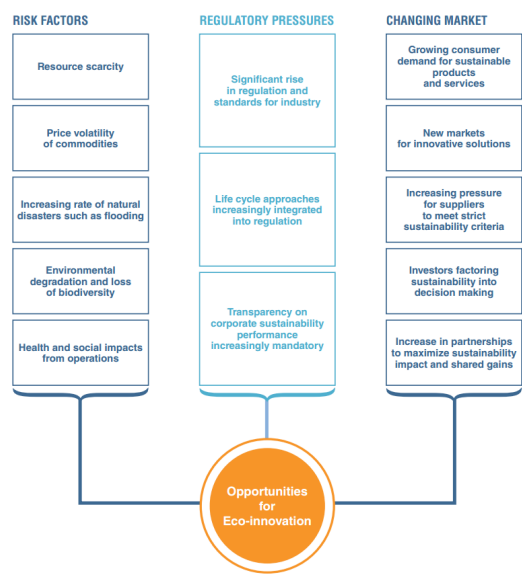 RISK FACTORS
Resource scarcity
Price volatility
of commodities
Increasing rate of natural
disasters such as flooding
Environmental
degradation and loss
of biodiversity
Health and social impacts
from operations
REGULATORY PRESSURES
Significant rise
in regulation and
standards for industry
Life cycle approaches
increasingly integrated
into regulation
Transparency on
corporate sustainability
performance
increasingly mandatory
CHANGING MARKET
Growing consumer
demand for sustainable
products
and services
New markets
for innovative solutions
Increasing pressure
for suppliers
to meet strict
sustainability criteria
Investors factoring
sustainability into
decision making
Increase in partnerships
to maximize sustainability
impact and shared gains
Opportunities
for
Eco-innovation